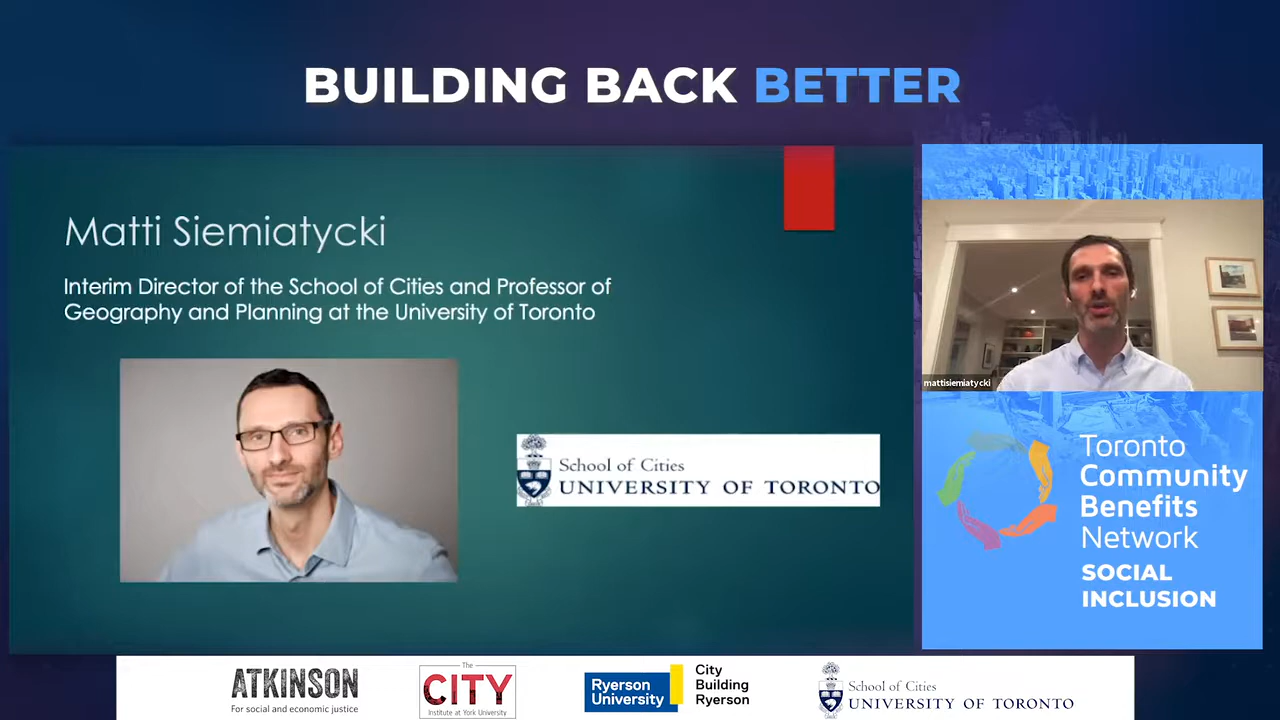 BUILDING BACK BETTER
Matti Siemiatycki
Interim Director of the School of Cities and Professor of
Geography and Planning at the University of Toronto
School of Cities
UNIVERSITY OF TORONTO
mattisiemiatycki
Toronto
Community
Benefits
Network
SOCIAL
INCLUSION
ATKINSON
For social and economic justice
The
CITY
Institute at York University
Ryerson
University
City
Building
Ryerson
School of Cities
UNIVERSITY OF TORONTO